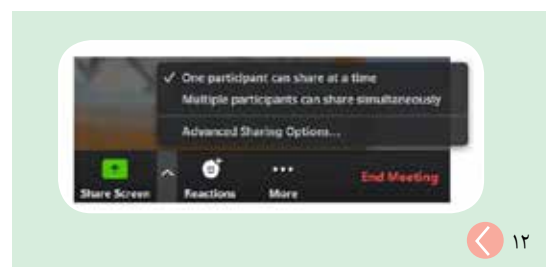 ✓ One participant can share at a time
Multiple participants can share simultaneously
Advanced Sharing Options...
Share Screen
Reactions
More
End Meeting
١٢